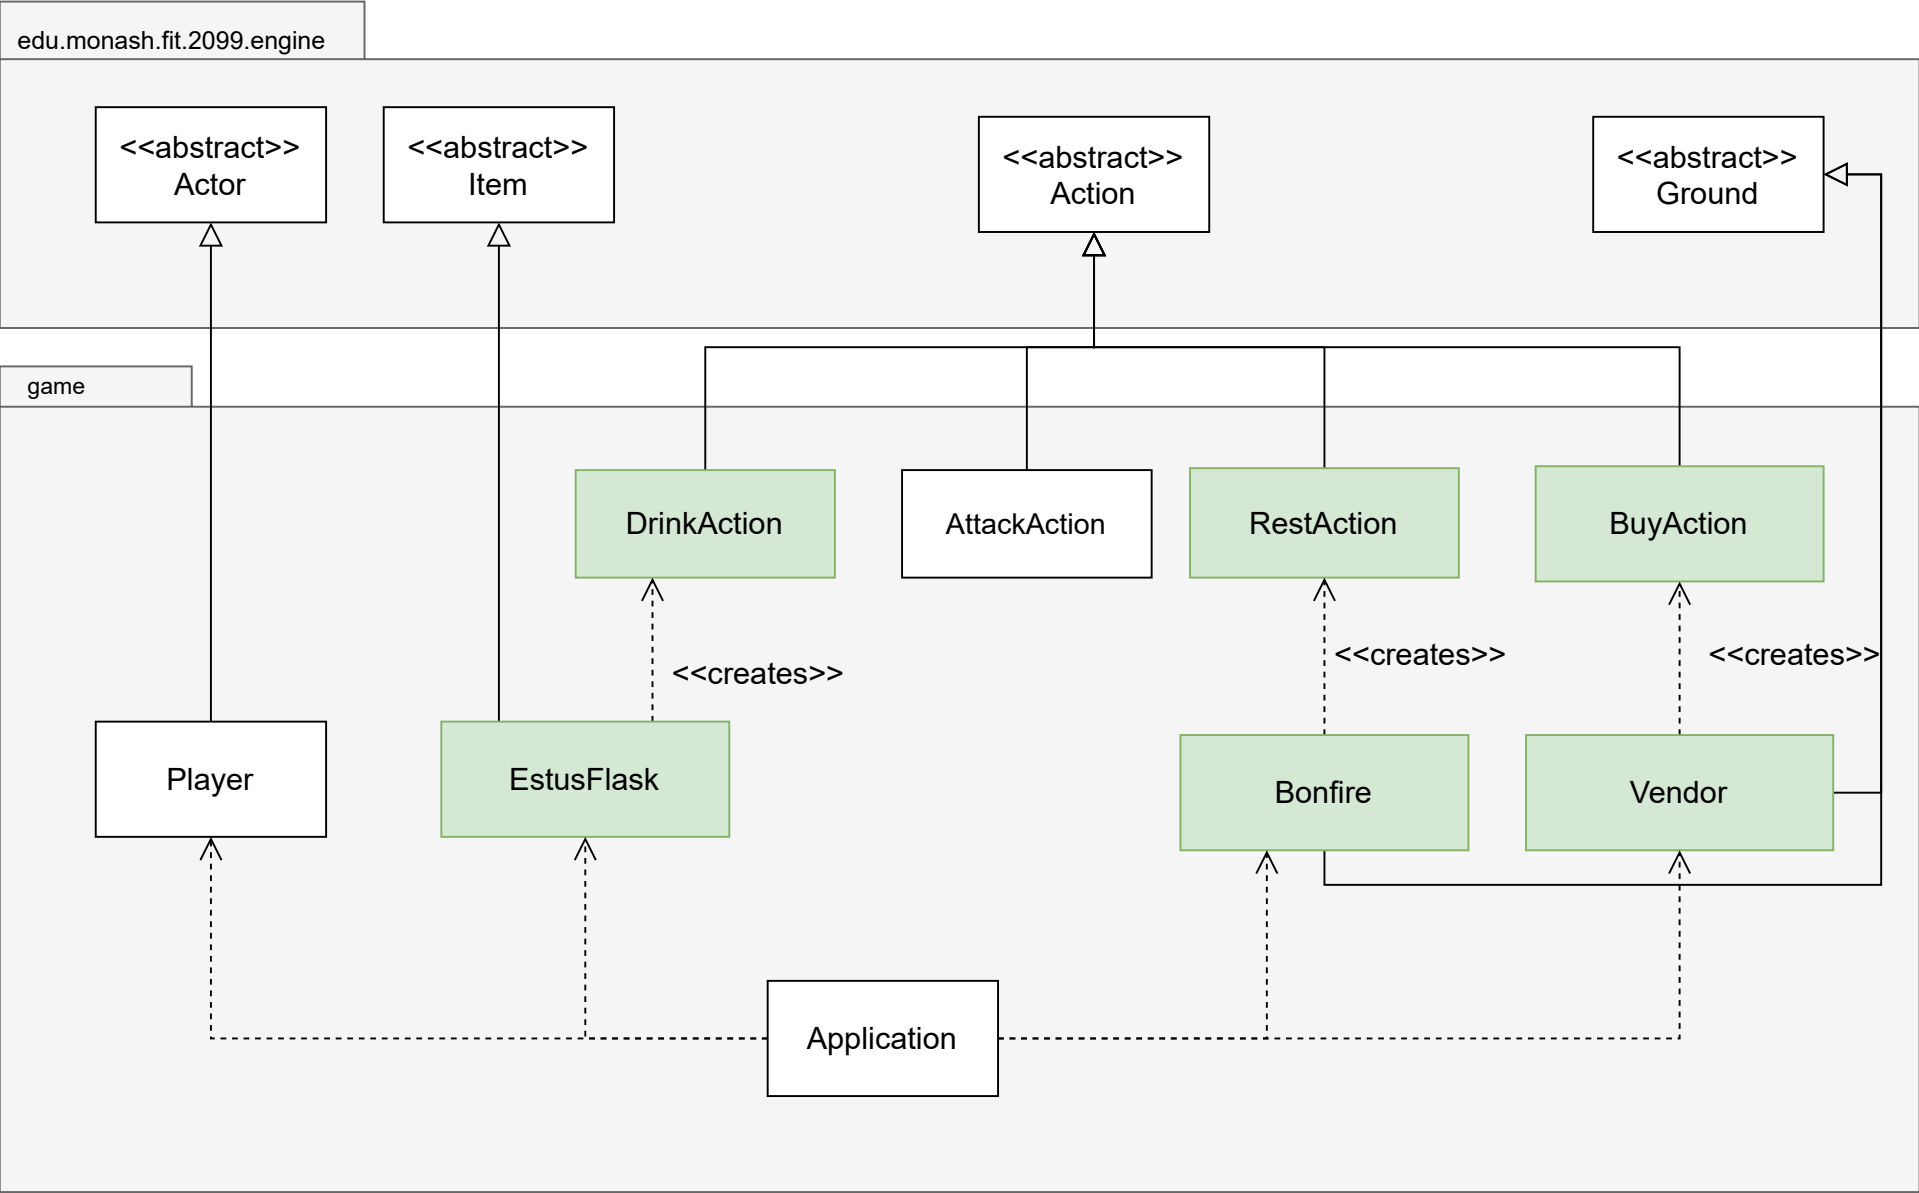 edu.monash.fit.2099.engine
<<abstract>>
Actor
<<abstract>>
Item
<<abstract>>
Action
<<abstract>>
Ground
game
DrinkAction
AttackAction
RestAction
BuyAction
<<creates>>
<<creates>>
<<creates>>
Player
EstusFlask
Bonfire
Vendor
Application